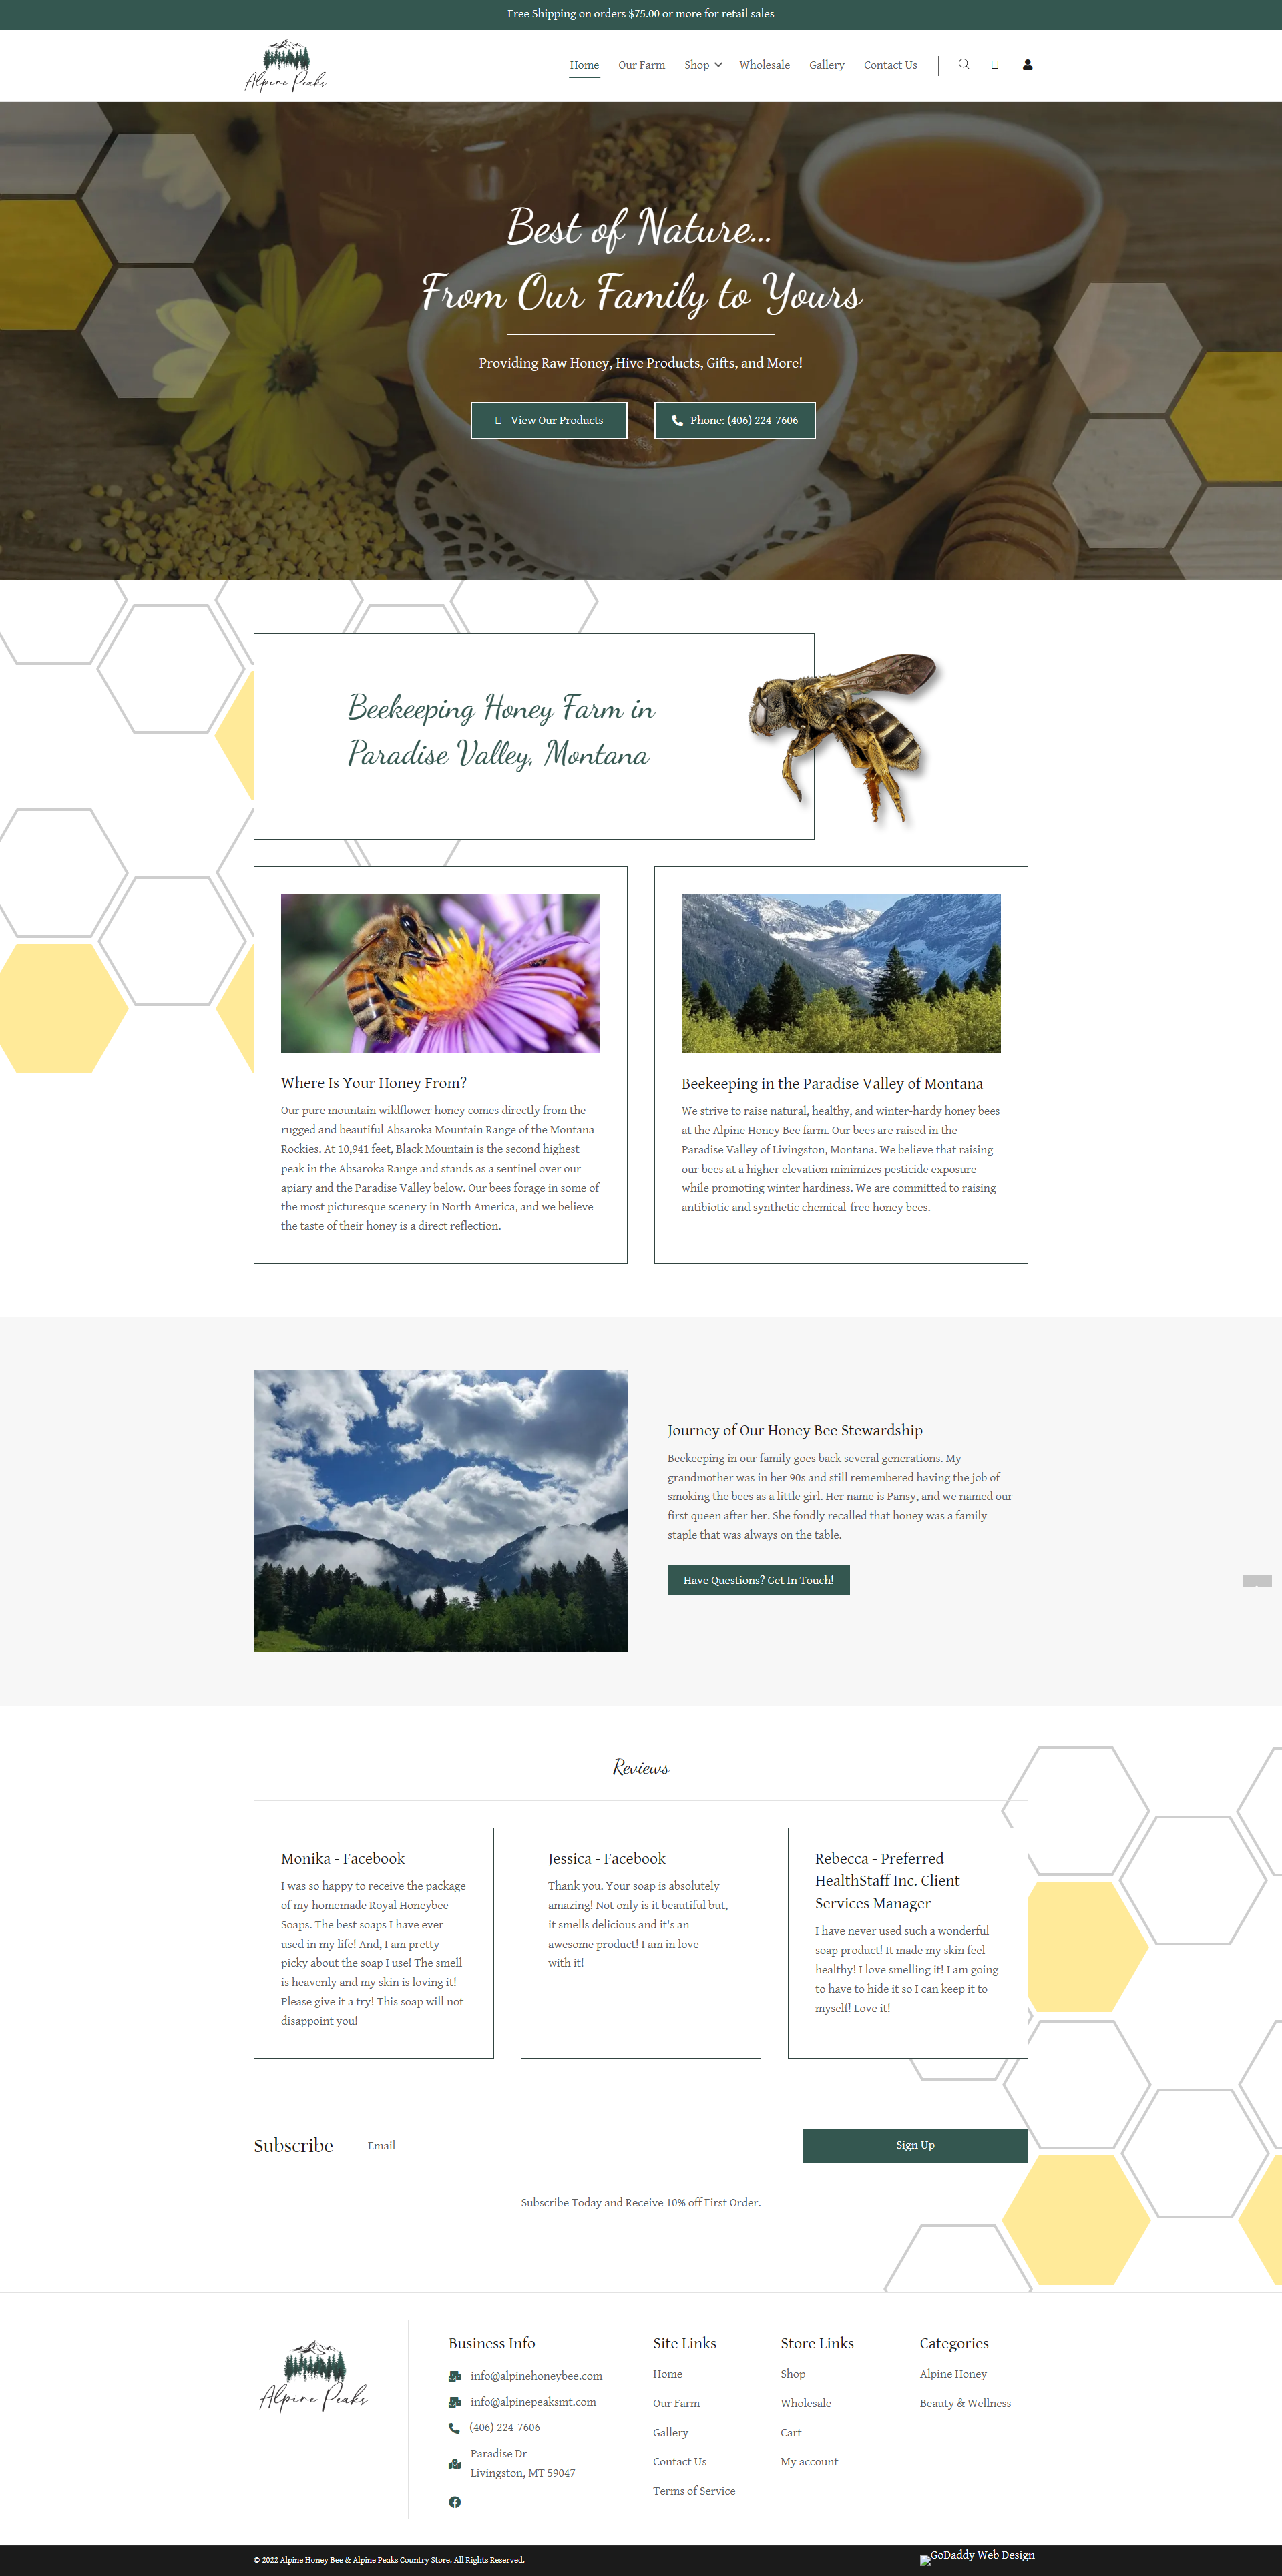 Free Shipping on orders $75.00 or more for retail sales
Alpine Peaks
Home
Our Farm
Shop
Wholesale
Gallery
Contact Us
Best of Nature...
From Our Family to Yours
Providing Raw Honey, Hive Products, Gifts, and More!
View Our Products
Phone: (406) 224-7606
Beekeeping Honey Farm in
Paradise Valley, Montana
Where Is Your Honey From?
Our pure mountain wildflower honey comes directly from the
rugged and beautiful Absaroka Mountain Range of the Montana
Rockies. At 10,941 feet, Black Mountain is the second highest
peak in the Absaroka Range and stands as a sentinel over our
apiary and the Paradise Valley below. Our bees forage in some of
the most picturesque scenery in North America, and we believe
the taste of their honey is a direct reflection.
Beekeeping in the Paradise Valley of Montana
We strive to raise natural, healthy, and winter-hardy honey bees
at the Alpine Honey Bee farm. Our bees are raised in the
Paradise Valley of Livingston, Montana. We believe that raising
our bees at a higher elevation minimizes pesticide exposure
while promoting winter hardiness. We are committed to raising
antibiotic and synthetic chemical-free honey bees.
Journey of Our Honey Bee Stewardship
Beekeeping in our family goes back several generations. My
grandmother was in her 90s and still remembered having the job of
smoking the bees as a little girl. Her name is Pansy, and we named our
first queen after her. She fondly recalled that honey was a family
staple that was always on the table.
Have Questions? Get In Touch!
Reviews
Monika - Facebook
I was so happy to receive the package
of my homemade Royal Honeybee
Soaps. The best soaps I have ever
used in my life! And, I am pretty
picky about the soap I use! The smell
is heavenly and my skin is loving it!
Please give it a try! This soap will not
disappoint you!
Jessica - Facebook
Thank you. Your soap is absolutely
amazing! Not only is it beautiful but,
it smells delicious and it's an
awesome product! I am in love
with it!
Rebecca - Preferred
HealthStaff Inc. Client
Services Manager
I have never used such a wonderful
soap product! It made my skin feel
healthy! I love smelling it! I am going
to have to hide it so I can keep it to
myself! Love it!
Subscribe
Email
Sign Up
Subscribe Today and Receive 10% off First Order.
Alpine Peaks
Business Info
info@alpinehoneybee.com
info@alpinepeaksmt.com
(406) 224-7606
Paradise Dr
Livingston, MT 59047
Site Links
Home
Our Farm
Gallery
Contact Us
Terms of Service
Store Links
Shop
Wholesale
Cart
My account
Categories
Alpine Honey
Beauty & Wellness
© 2022 Alpine Honey Bee & Alpine Peaks Country Store. All Rights Reserved.
GoDaddy Web Design